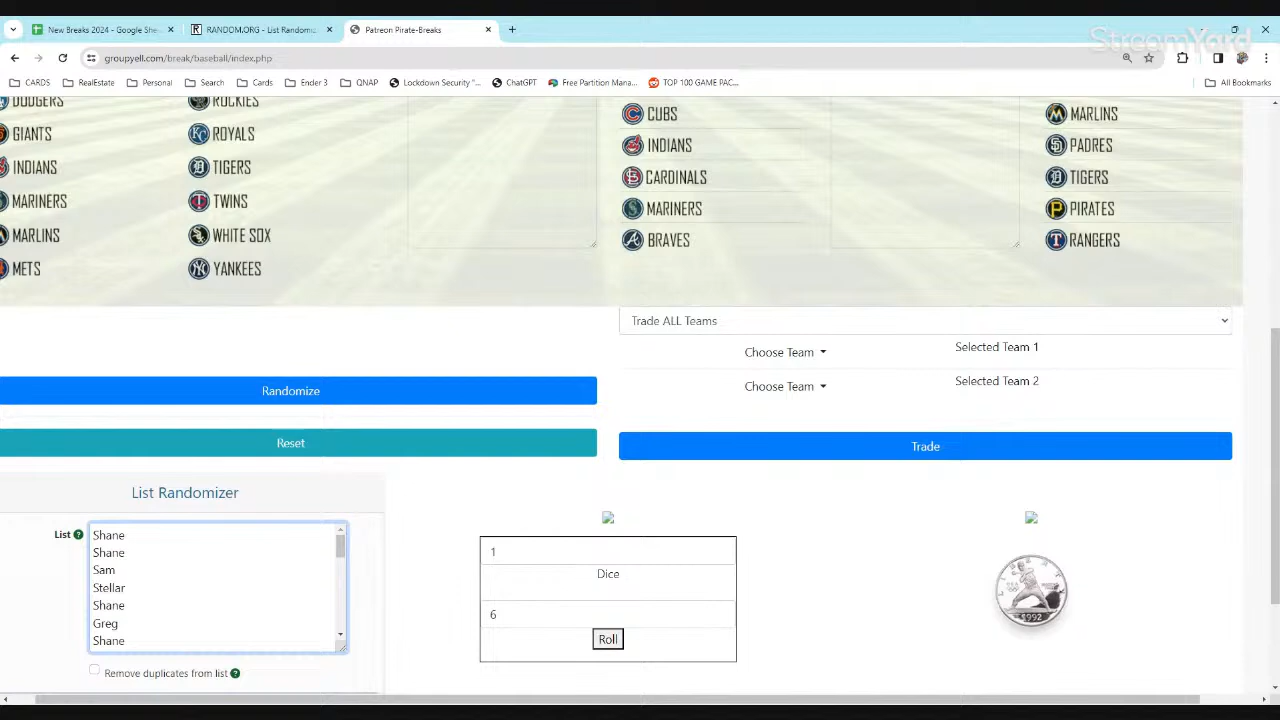 New Breaks 2024 - Google She
RANDOM.ORG - List Randomiz
Patreon Pirate-Breaks
StreamYard
groupyell.com/break/baseball/index.php
CARDS
RealEstate
Personal
Search
Cards
Ender 3
QNAP
Lockdown Security "...
ChatGPT
Free Partition Mana...
TOP 100 GAME PAC...
All Bookmarks
DODGERS
ROCKIES
GIANTS
ROYALS
INDIANS
TIGERS
MARINERS
TWINS
MARLINS
WHITE SOX
METS
YANKEES
CUBS
INDIANS
CARDINALS
MARINERS
BRAVES
MARLINS
PADRES
TIGERS
PIRATES
RANGERS
Trade ALL Teams
Choose Team
Selected Team 1
Choose Team
Selected Team 2
Randomize
Reset
Trade
List Randomizer
List ?
Shane
Shane
Sam
Stellar
Shane
Greg
Shane
Remove duplicates from list ?
1
Dice
6
Roll
LIBERTY
1992